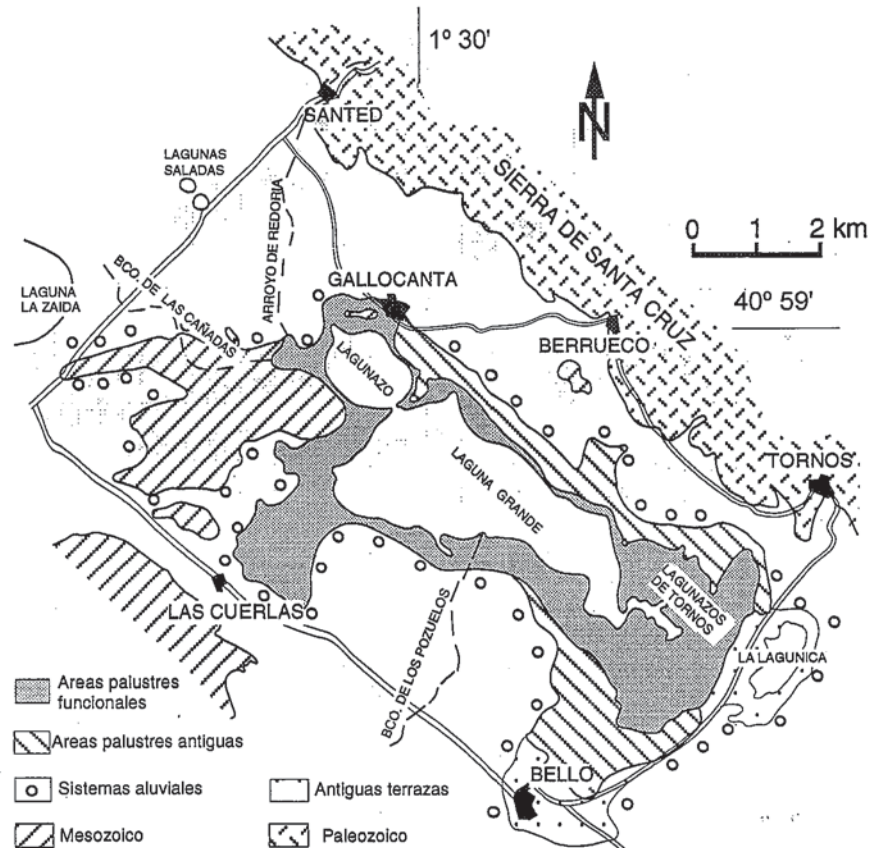 1º 30'
N
SANTED
LAGUNAS
SALADAS
SIERRA DE SANTA CRUZ
0 1 2 km
ARROYO DE REDORIA
BCO. DE LAS CAÑADAS
GALLOCANTA
LAGUNA
LA ZAIDA
40º 59'
BERRUECO
LAGUNAZO
TORNOS
LAGUNA GRANDE
LAGUNAZOS
DE TORNOS
LAS CUERLAS
BCO. DE LOS POZUELOS
LA LAGUNICA
BELLO
Areas palustres
funcionales
Areas palustres antiguas
Sistemas aluviales
Antiguas terrazas
Mesozoico
Paleozoico